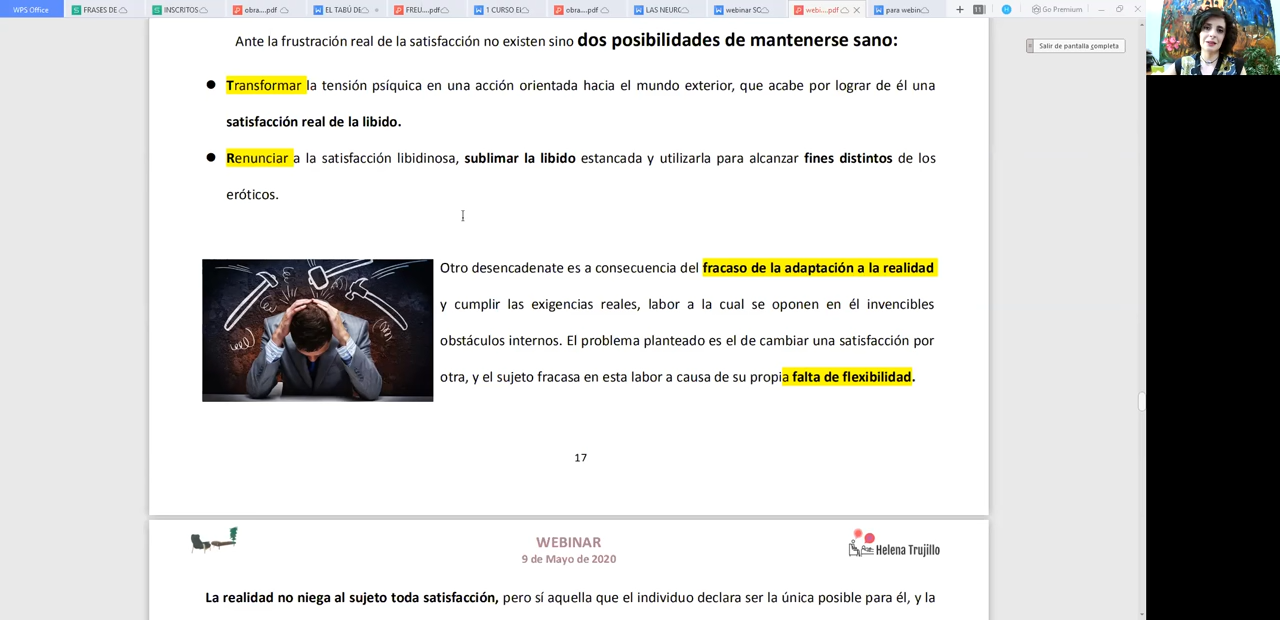 WPS Office
FRASES DE
INSCRITOS
obra....pdf
EL TABÚ DE
FREU....pdf
1 CURSO EL
obra....pdf
LAS NEURO
webinar SO
webi...pdf
para webin
11
H
Go Premium
Salir de pantalla completa
Ante la frustración real de la satisfacción no existen sino dos posibilidades de mantenerse sano:
● Transformar la tensión psíquica en una acción orientada hacia el mundo exterior, que acabe por lograr de él una
satisfacción real de la libido.
● Renunciar a la satisfacción libidinosa, sublimar la libido estancada y utilizarla para alcanzar fines distintos de los
eróticos.
Otro desencadenate es a consecuencia del fracaso de la adaptación a la realidad
y cumplir las exigencias reales, labor a la cual se oponen en él invencibles
obstáculos internos. El problema planteado es el de cambiar una satisfacción por
otra, y el sujeto fracasa en esta labor a causa de su propia falta de flexibilidad.
17
WEBINAR
9 de Mayo de 2020
Helena Trujillo
La realidad no niega al sujeto toda satisfacción, pero sí aquella que el individuo declara ser la única posible para él, y la